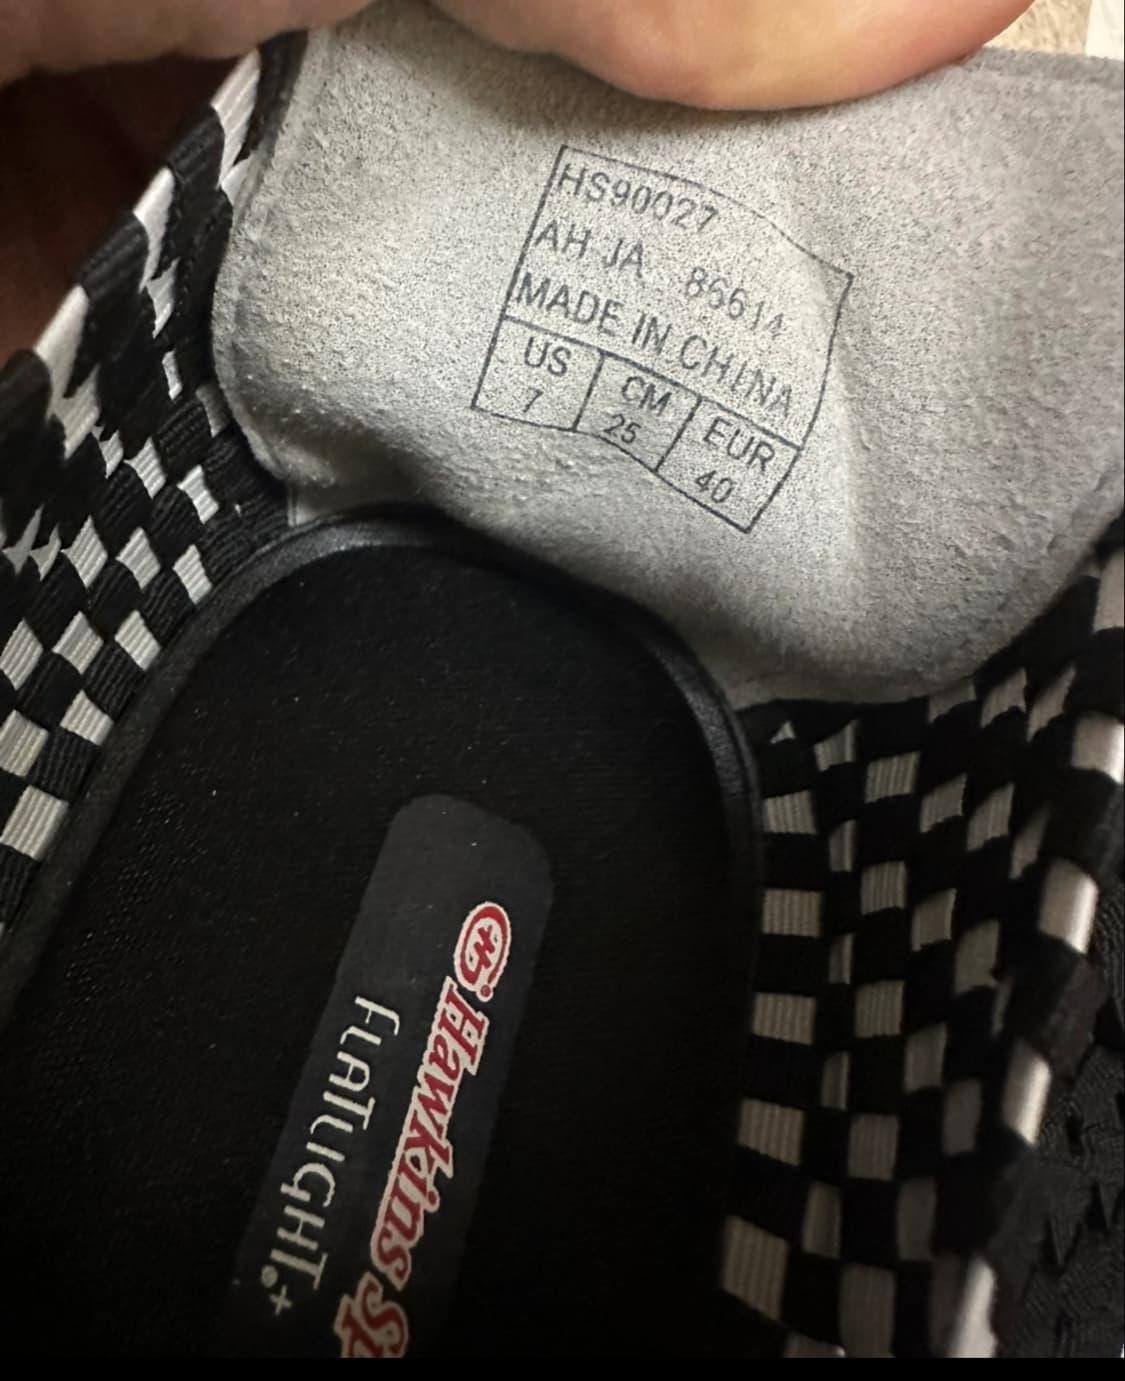 HS90027
AH JA 86614
MADE IN CHINA
US CM EUR
7 25 40
Hawkins
FLATLIGHT®+